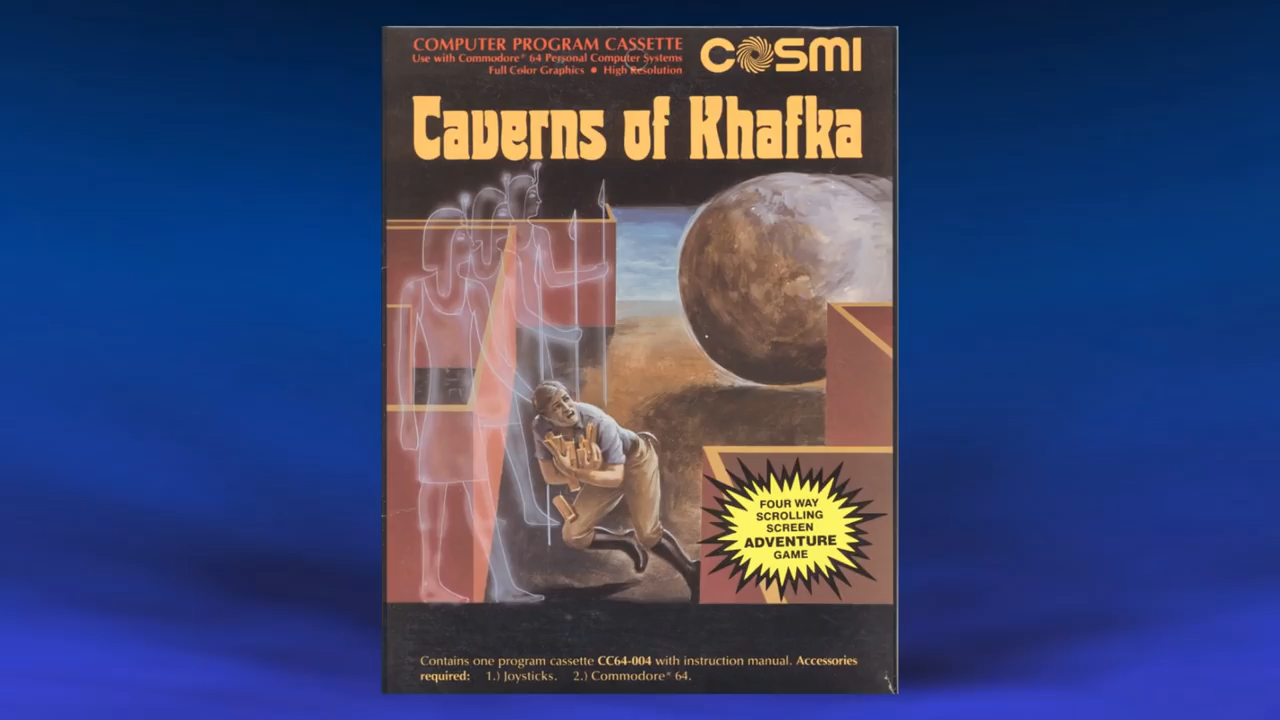 COMPUTER PROGRAM CASSETTE
Use with Commodore® 64 Personal Computer Systems
Full Color Graphics • High Resolution
COSMI
Caverns of Khafka
FOUR WAY
SCROLLING
SCREEN
ADVENTURE
GAME
Contains one program cassette CC64-004 with instruction manual. Accessories
required: 1.) Joysticks. 2.) Commodore® 64.